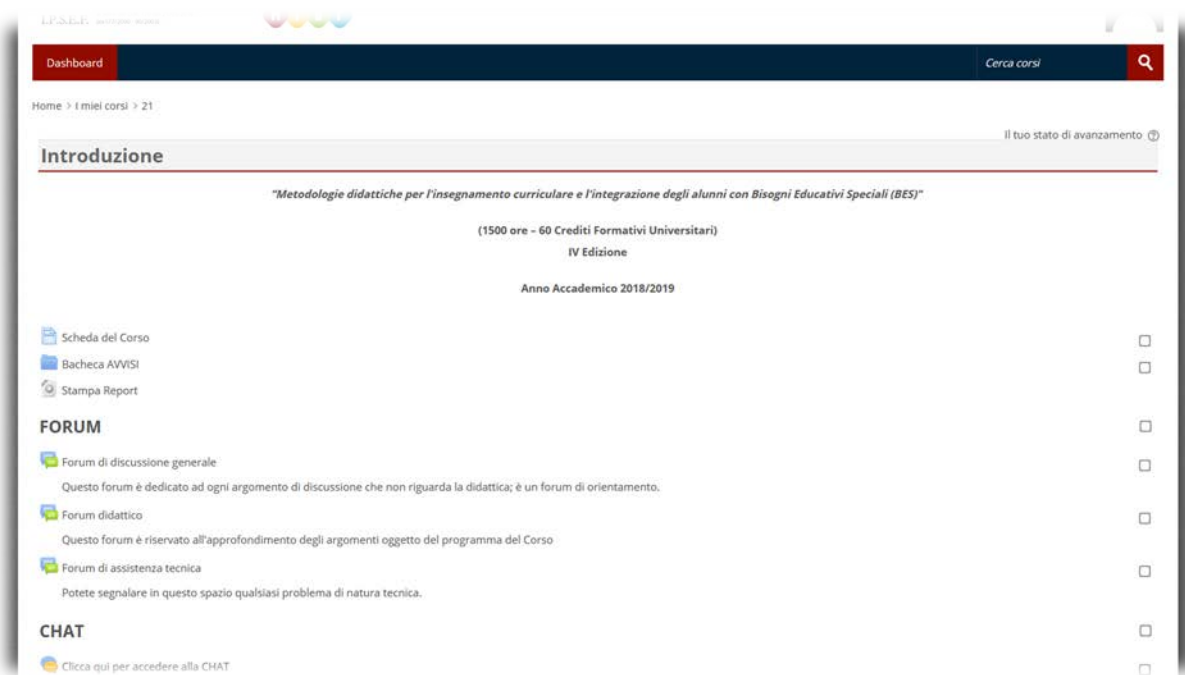 I.P.S.E.F.
Dashboard
Cerca corsi
Home > I miei corsi > 21
Il tuo stato di avanzamento
Introduzione
"Metodologie didattiche per l'insegnamento curriculare e l'integrazione degli alunni con Bisogni Educativi Speciali (BES)"
(1500 ore – 60 Crediti Formativi Universitari)
IV Edizione
Anno Accademico 2018/2019
Scheda del Corso
Bacheca AVVISI
Stampa Report
FORUM
Forum di discussione generale
Questo forum è dedicato ad ogni argomento di discussione che non riguarda la didattica; è un forum di orientamento.
Forum didattico
Questo forum è riservato all'approfondimento degli argomenti oggetto del programma del Corso
Forum di assistenza tecnica
Potete segnalare in questo spazio qualsiasi problema di natura tecnica.
CHAT
Clicca qui per accedere alla CHAT